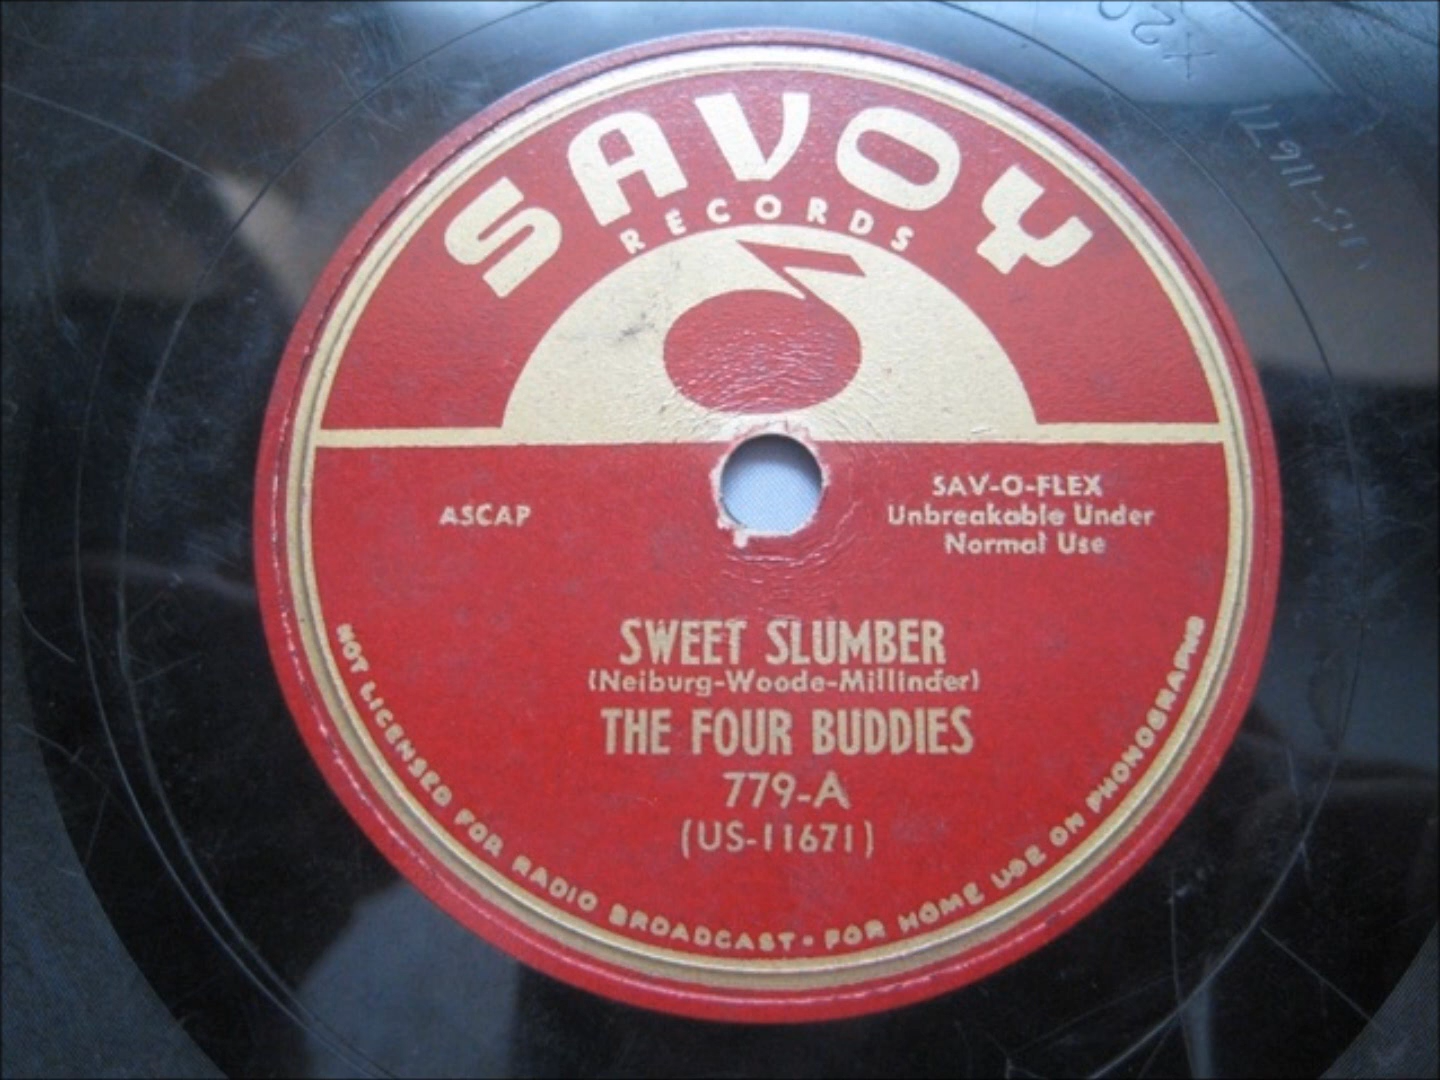 SAVOY
RECORDS
ASCAP
SAV-O-FLEX
Unbreakable Under
Normal Use
SWEET SLUMBER
(Neiburg-Woode-Millinder)
THE FOUR BUDDIES
779-A
(US-11671)
NOT LICENSED FOR RADIO BROADCAST • FOR HOME USE ON PHONOGRAPHS